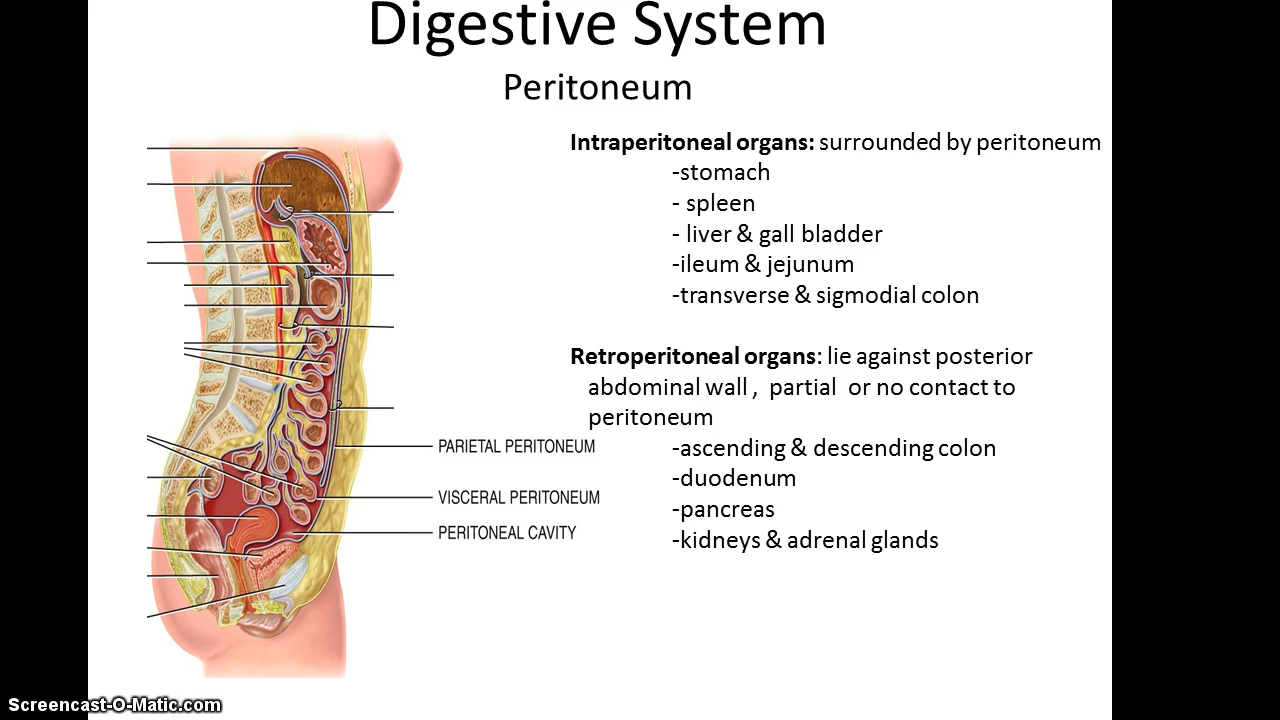 Digestive System
Peritoneum
Intraperitoneal organs: surrounded by peritoneum
-stomach
- spleen
- liver & gall bladder
-ileum & jejunum
-transverse & sigmodial colon
Retroperitoneal organs: lie against posterior
abdominal wall , partial or no contact to
peritoneum
-ascending & descending colon
-duodenum
-pancreas
-kidneys & adrenal glands
PARIETAL PERITONEUM
VISCERAL PERITONEUM
PERITONEAL CAVITY
Screencast-O-Matic.com